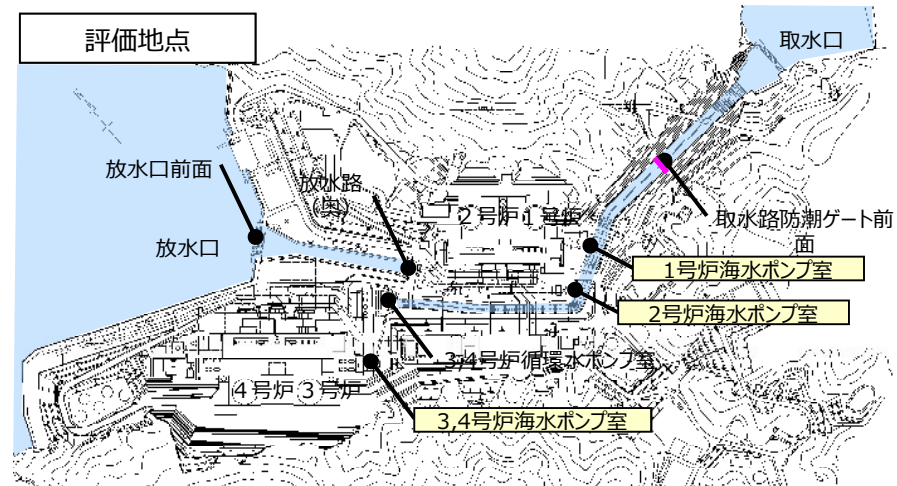 評価地点
取水口
放水口前面
放水路
(奥)
２号炉１号炉
取水路防潮ゲート前
面
放水口
1号炉海水ポンプ室
2号炉海水ポンプ室
3,4号炉循環水ポンプ室
４号炉３号炉
3,4号炉海水ポンプ室